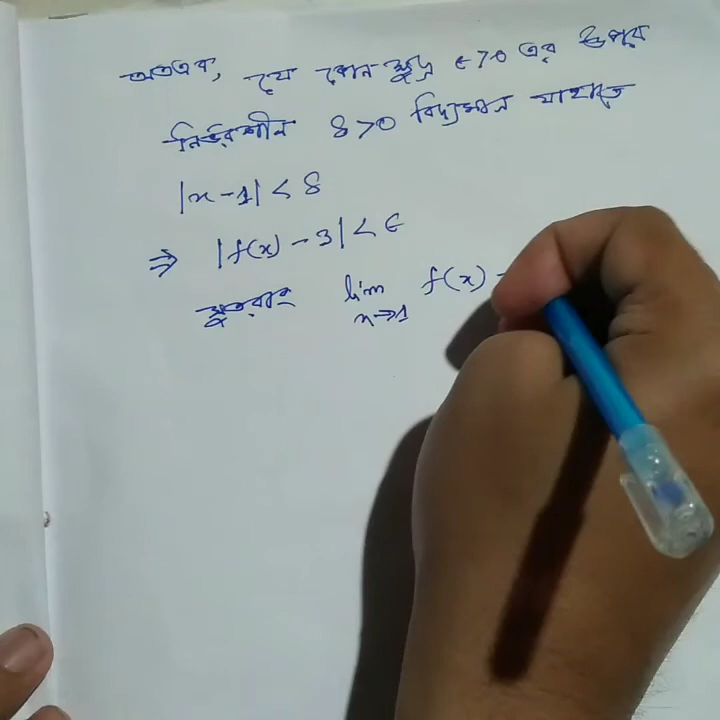 অতএব, যে কোন ক্ষুদ্র ϵ>0 এর উপরে
নির্ভরশীল δ>0 বিদ্যমান যাহাতে
|x-1| < δ
⇒ |f(x) - 3| < ϵ
সুতরাং lim f(x) -
x→1